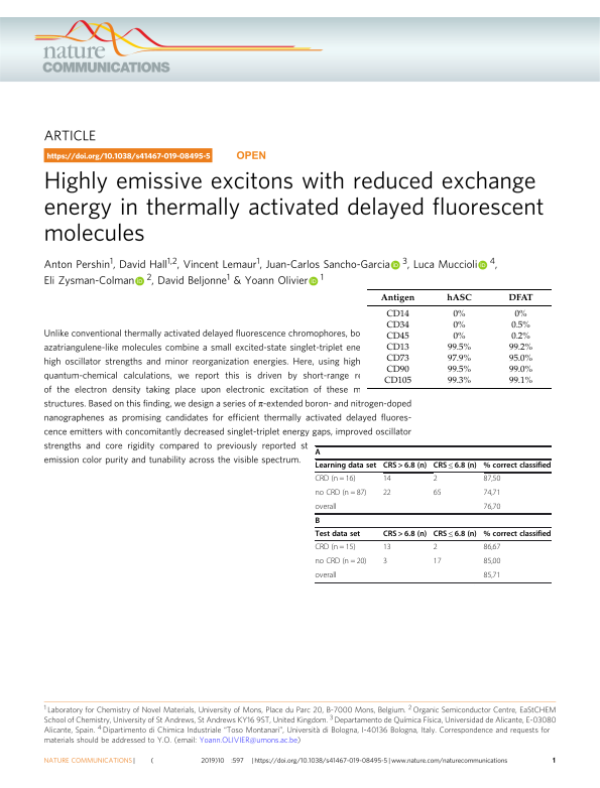 nature
COMMUNICATIONS
ARTICLE
https://doi.org/10.1038/s41467-019-08495-5 OPEN
Highly emissive excitons with reduced exchange
energy in thermally activated delayed fluorescent
molecules
Anton Pershin1, David Hall1,2, Vincent Lemaur1, Juan-Carlos Sancho-Garcia 3, Luca Muccioli 4,
Eli Zysman-Colman 2, David Beljonne1 & Yoann Olivier 1
Antigen hASC DFAT
CD14 0% 0%
CD34 0% 0.5%
CD45 0% 0.2%
CD13 99.5% 99.2%
CD73 97.9% 95.0%
CD90 99.5% 99.0%
CD105 99.3% 99.1%
Unlike conventional thermally activated delayed fluorescence chromophores, bo
azatriangulene-like molecules combine a small excited-state singlet-triplet ene
high oscillator strengths and minor reorganization energies. Here, using high
quantum-chemical calculations, we report this is driven by short-range re
of the electron density taking place upon electronic excitation of these m
structures. Based on this finding, we design a series of π-extended boron- and nitrogen-doped
nanographenes as promising candidates for efficient thermally activated delayed fluores-
cence emitters with concomitantly decreased singlet-triplet energy gaps, improved oscillator
strengths and core rigidity compared to previously reported st
emission color purity and tunability across the visible spectrum.
A
Learning data set CRS > 6.8 (n) CRS ≤ 6.8 (n) % correct classified
CRD (n = 16) 14 2 87,50
no CRD (n = 87) 22 65 74,71
overall 76,70
B
Test data set CRS > 6.8 (n) CRS ≤ 6.8 (n) % correct classified
CRD (n = 15) 13 2 86,67
no CRD (n = 20) 3 17 85,00
overall 85,71
1 Laboratory for Chemistry of Novel Materials, University of Mons, Place du Parc 20, B-7000 Mons, Belgium. 2 Organic Semiconductor Centre, EaStCHEM
School of Chemistry, University of St Andrews, St Andrews KY16 9ST, United Kingdom. 3 Departamento de Química Física, Universidad de Alicante, E-03080
Alicante, Spain. 4 Dipartimento di Chimica Industriale "Toso Montanari", Università di Bologna, I-40136 Bologna, Italy. Correspondence and requests for
materials should be addressed to Y.O. (email: Yoann.OLIVIER@umons.ac.be)
NATURE COMMUNICATIONS | ( 2019)10 :597 | https://doi.org/10.1038/s41467-019-08495-5 | www.nature.com/naturecommunications 1